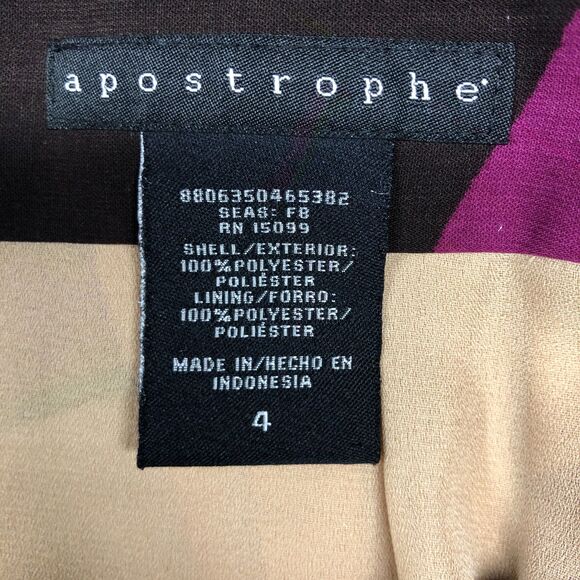 apostrophe
8806350465382
SEAS: F8
RN 15099
SHELL/EXTERIOR:
100%POLYESTER/
POLIÉSTER
LINING/FORRO:
100%POLYESTER/
POLIÉSTER
MADE IN/HECHO EN
INDONESIA
4